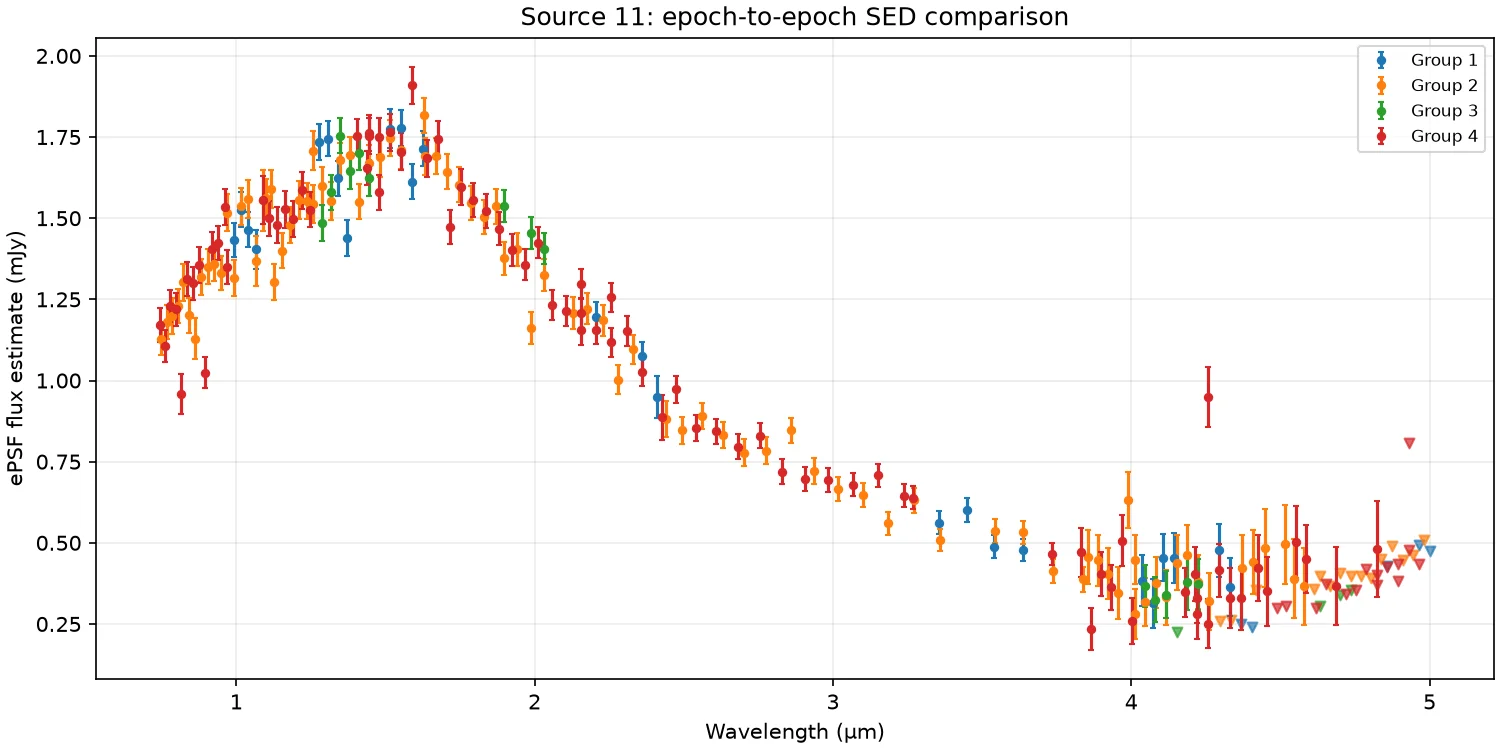 Source 11: epoch-to-epoch SED comparison
Group 1
Group 2
Group 3
Group 4
ePSF flux estimate (mJy)
2.00
1.75
1.50
1.25
1.00
0.75
0.50
0.25
1 2 3 4 5
Wavelength (µm)